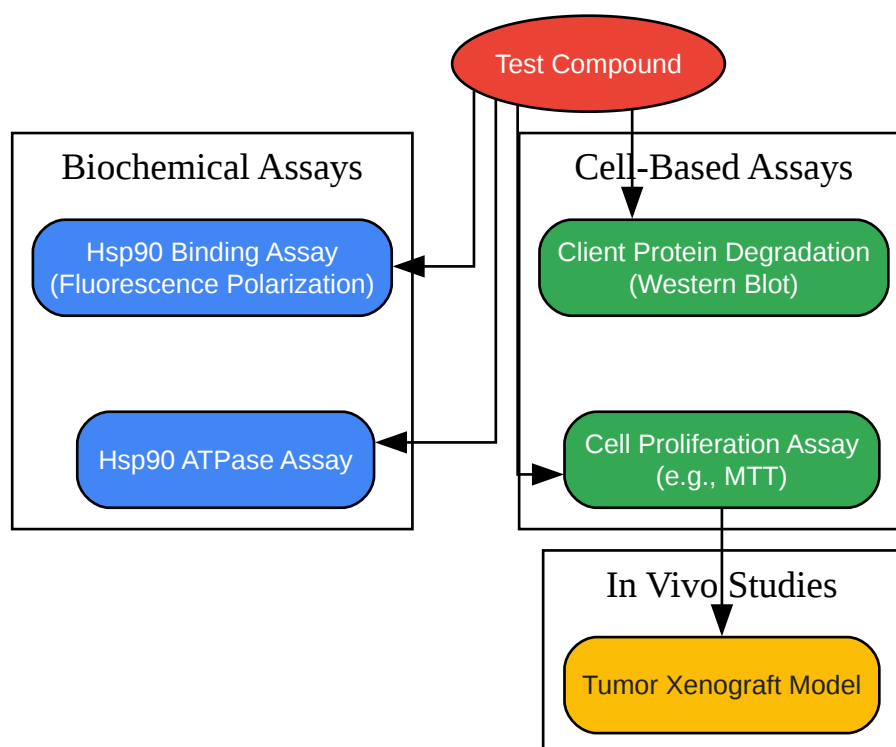 Test Compound
Biochemical Assays
Hsp90 Binding Assay
(Fluorescence Polarization)
Hsp90 ATPase Assay
Cell-Based Assays
Client Protein Degradation
(Western Blot)
Cell Proliferation Assay
(e.g., MTT)
In Vivo Studies
Tumor Xenograft Model